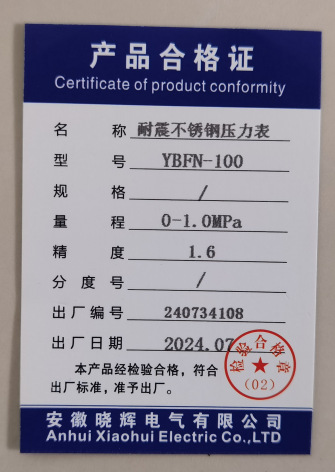 产品合格证
Certificate of product conformity
名称 耐震不锈钢压力表
型号 YBFN-100
规格 /
量程 0-1.0MPa
精度 1.6
分度号 /
出厂编号 240734108
出厂日期 2024.07
检验合格章
(02)
本产品经检验合格，符合
出厂标准，准予出厂。
安徽晓辉电气有限公司
Anhui Xiaohui Electric Co.,LTD